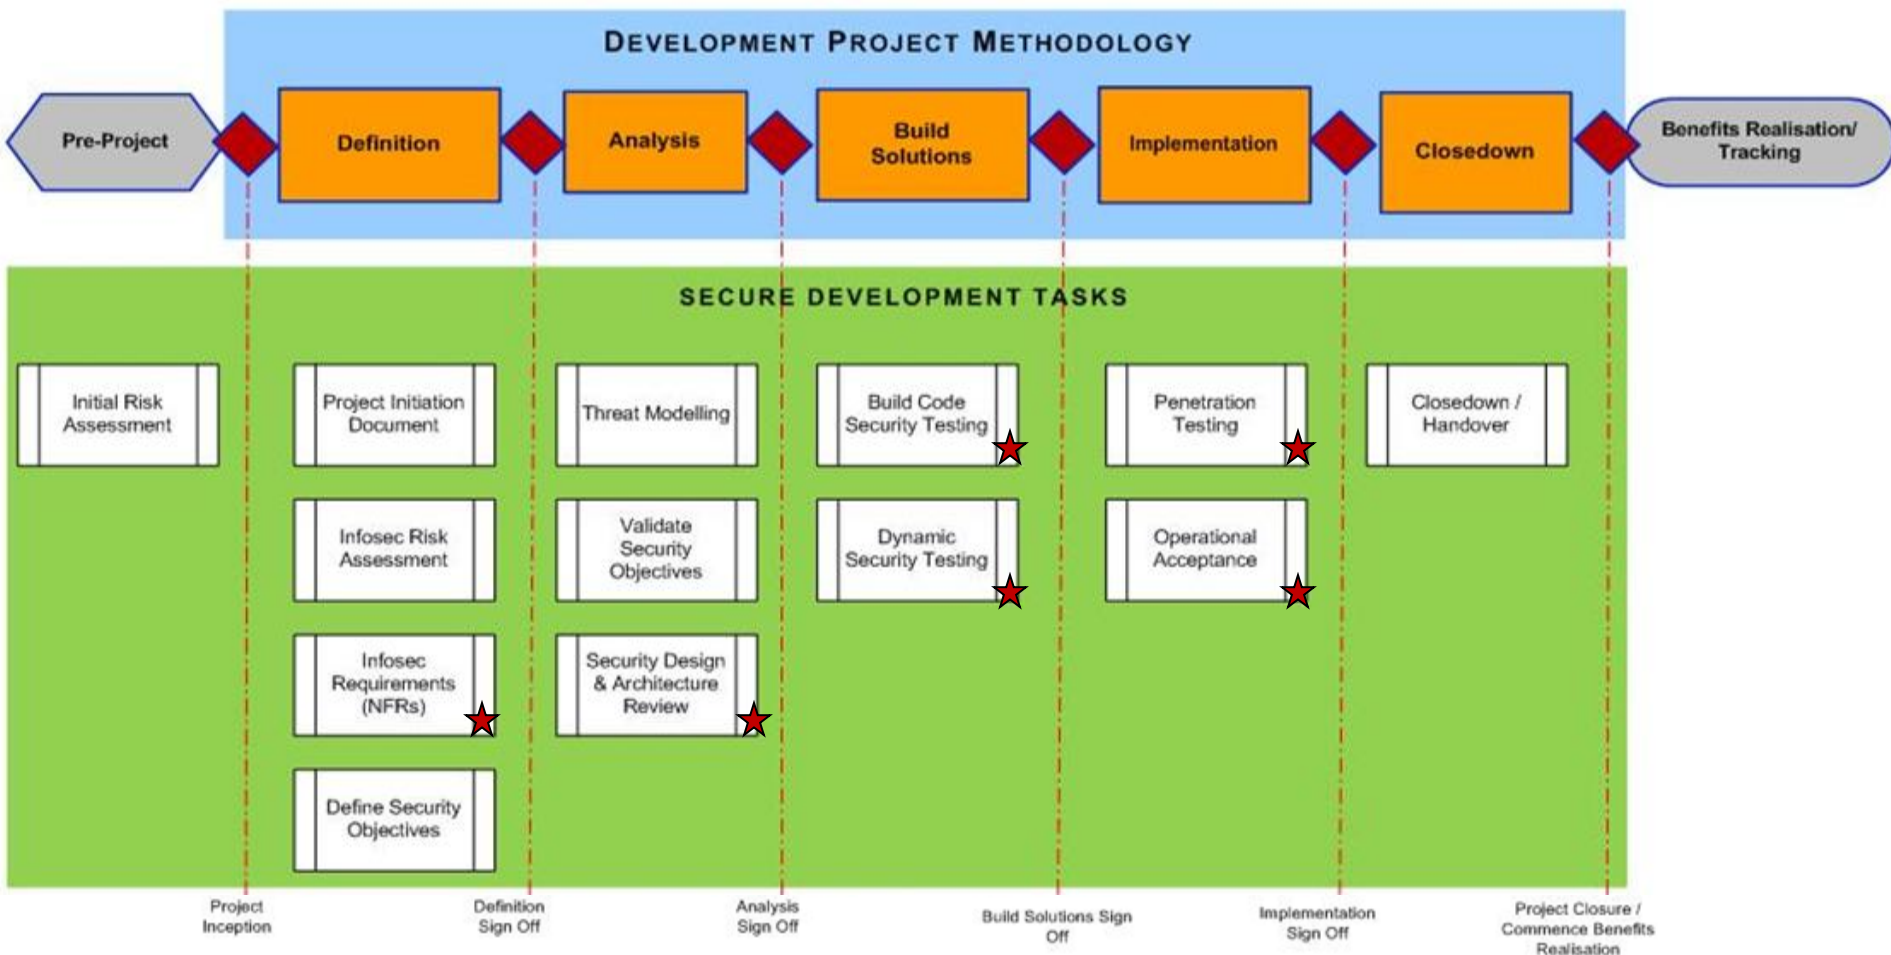 DEVELOPMENT PROJECT METHODOLOGY
Pre-Project
Definition
Analysis
Build
Solutions
Implementation
Closedown
Benefits Realisation/
Tracking
SECURE DEVELOPMENT TASKS
Initial Risk
Assessment
Project Initiation
Document
Threat Modelling
Build Code
Security Testing
Penetration
Testing
Closedown /
Handover
Infosec Risk
Assessment
Validate
Security
Objectives
Dynamic
Security Testing
Operational
Acceptance
Infosec
Requirements
(NFRs)
Security Design
& Architecture
Review
Define Security
Objectives
Project
Inception
Definition
Sign Off
Analysis
Sign Off
Build Solutions Sign
Off
Implementation
Sign Off
Project Closure /
Commence Benefits
Realisation